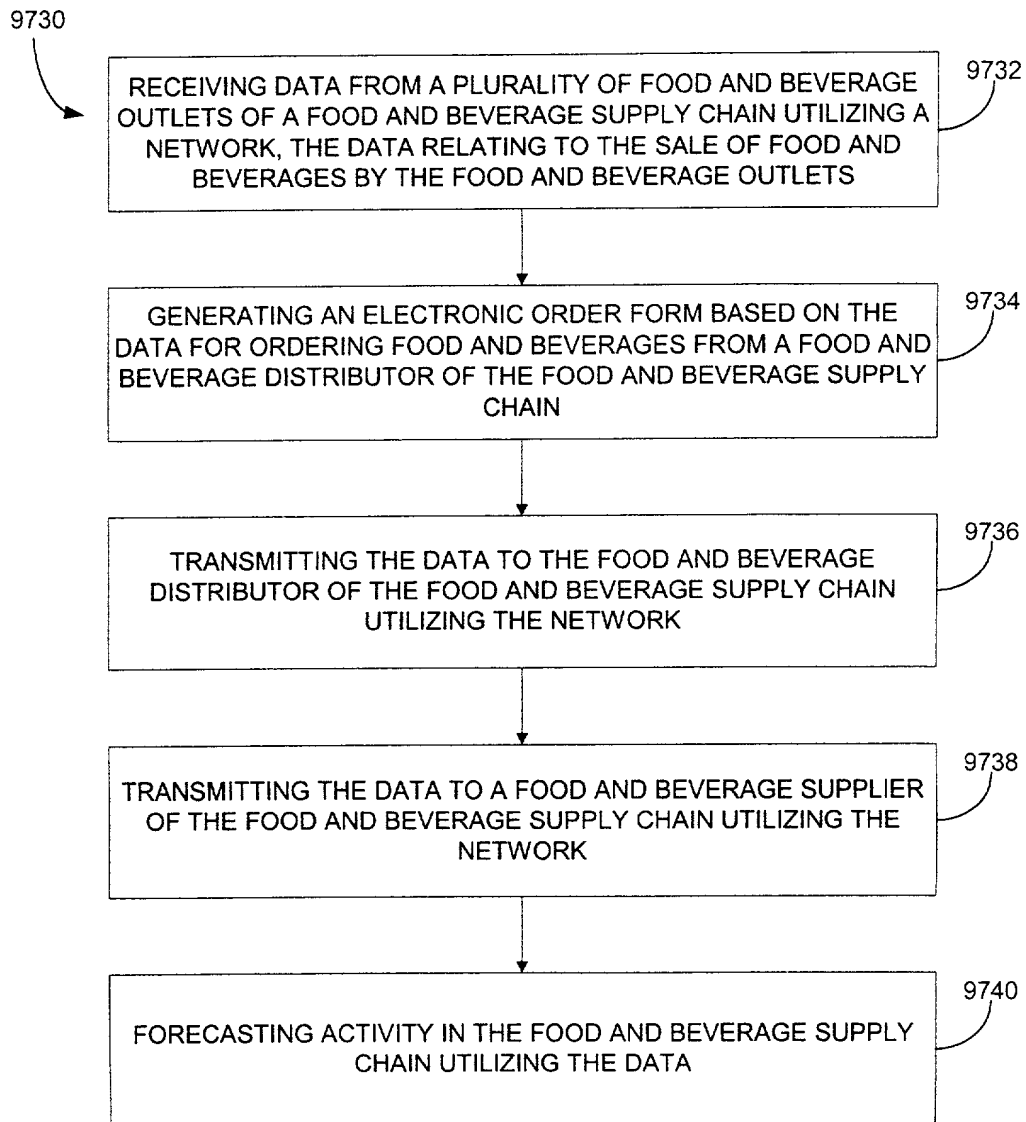 9730
RECEIVING DATA FROM A PLURALITY OF FOOD AND BEVERAGE
OUTLETS OF A FOOD AND BEVERAGE SUPPLY CHAIN UTILIZING A
NETWORK, THE DATA RELATING TO THE SALE OF FOOD AND
BEVERAGES BY THE FOOD AND BEVERAGE OUTLETS
9732
GENERATING AN ELECTRONIC ORDER FORM BASED ON THE
DATA FOR ORDERING FOOD AND BEVERAGES FROM A FOOD AND
BEVERAGE DISTRIBUTOR OF THE FOOD AND BEVERAGE SUPPLY
CHAIN
9734
TRANSMITTING THE DATA TO THE FOOD AND BEVERAGE
DISTRIBUTOR OF THE FOOD AND BEVERAGE SUPPLY CHAIN
UTILIZING THE NETWORK
9736
TRANSMITTING THE DATA TO A FOOD AND BEVERAGE SUPPLIER
OF THE FOOD AND BEVERAGE SUPPLY CHAIN UTILIZING THE
NETWORK
9738
FORECASTING ACTIVITY IN THE FOOD AND BEVERAGE SUPPLY
CHAIN UTILIZING THE DATA
9740